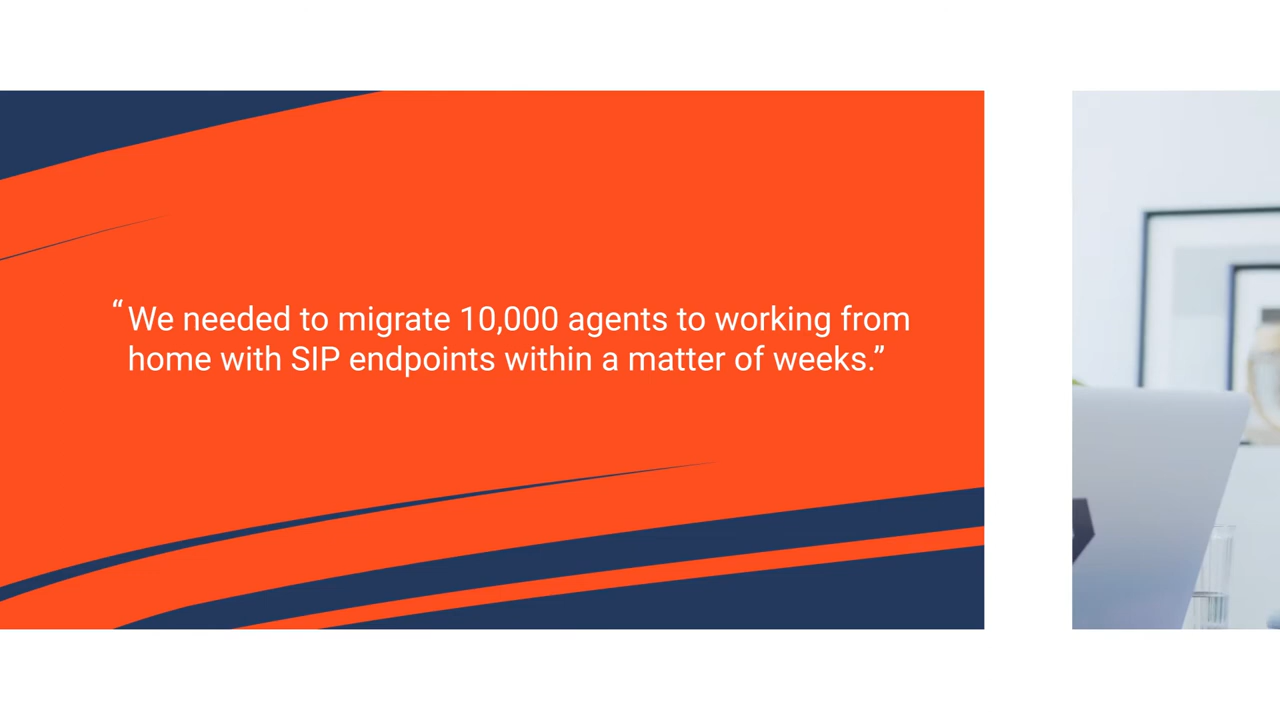 “We needed to migrate 10,000 agents to working from
home with SIP endpoints within a matter of weeks.”